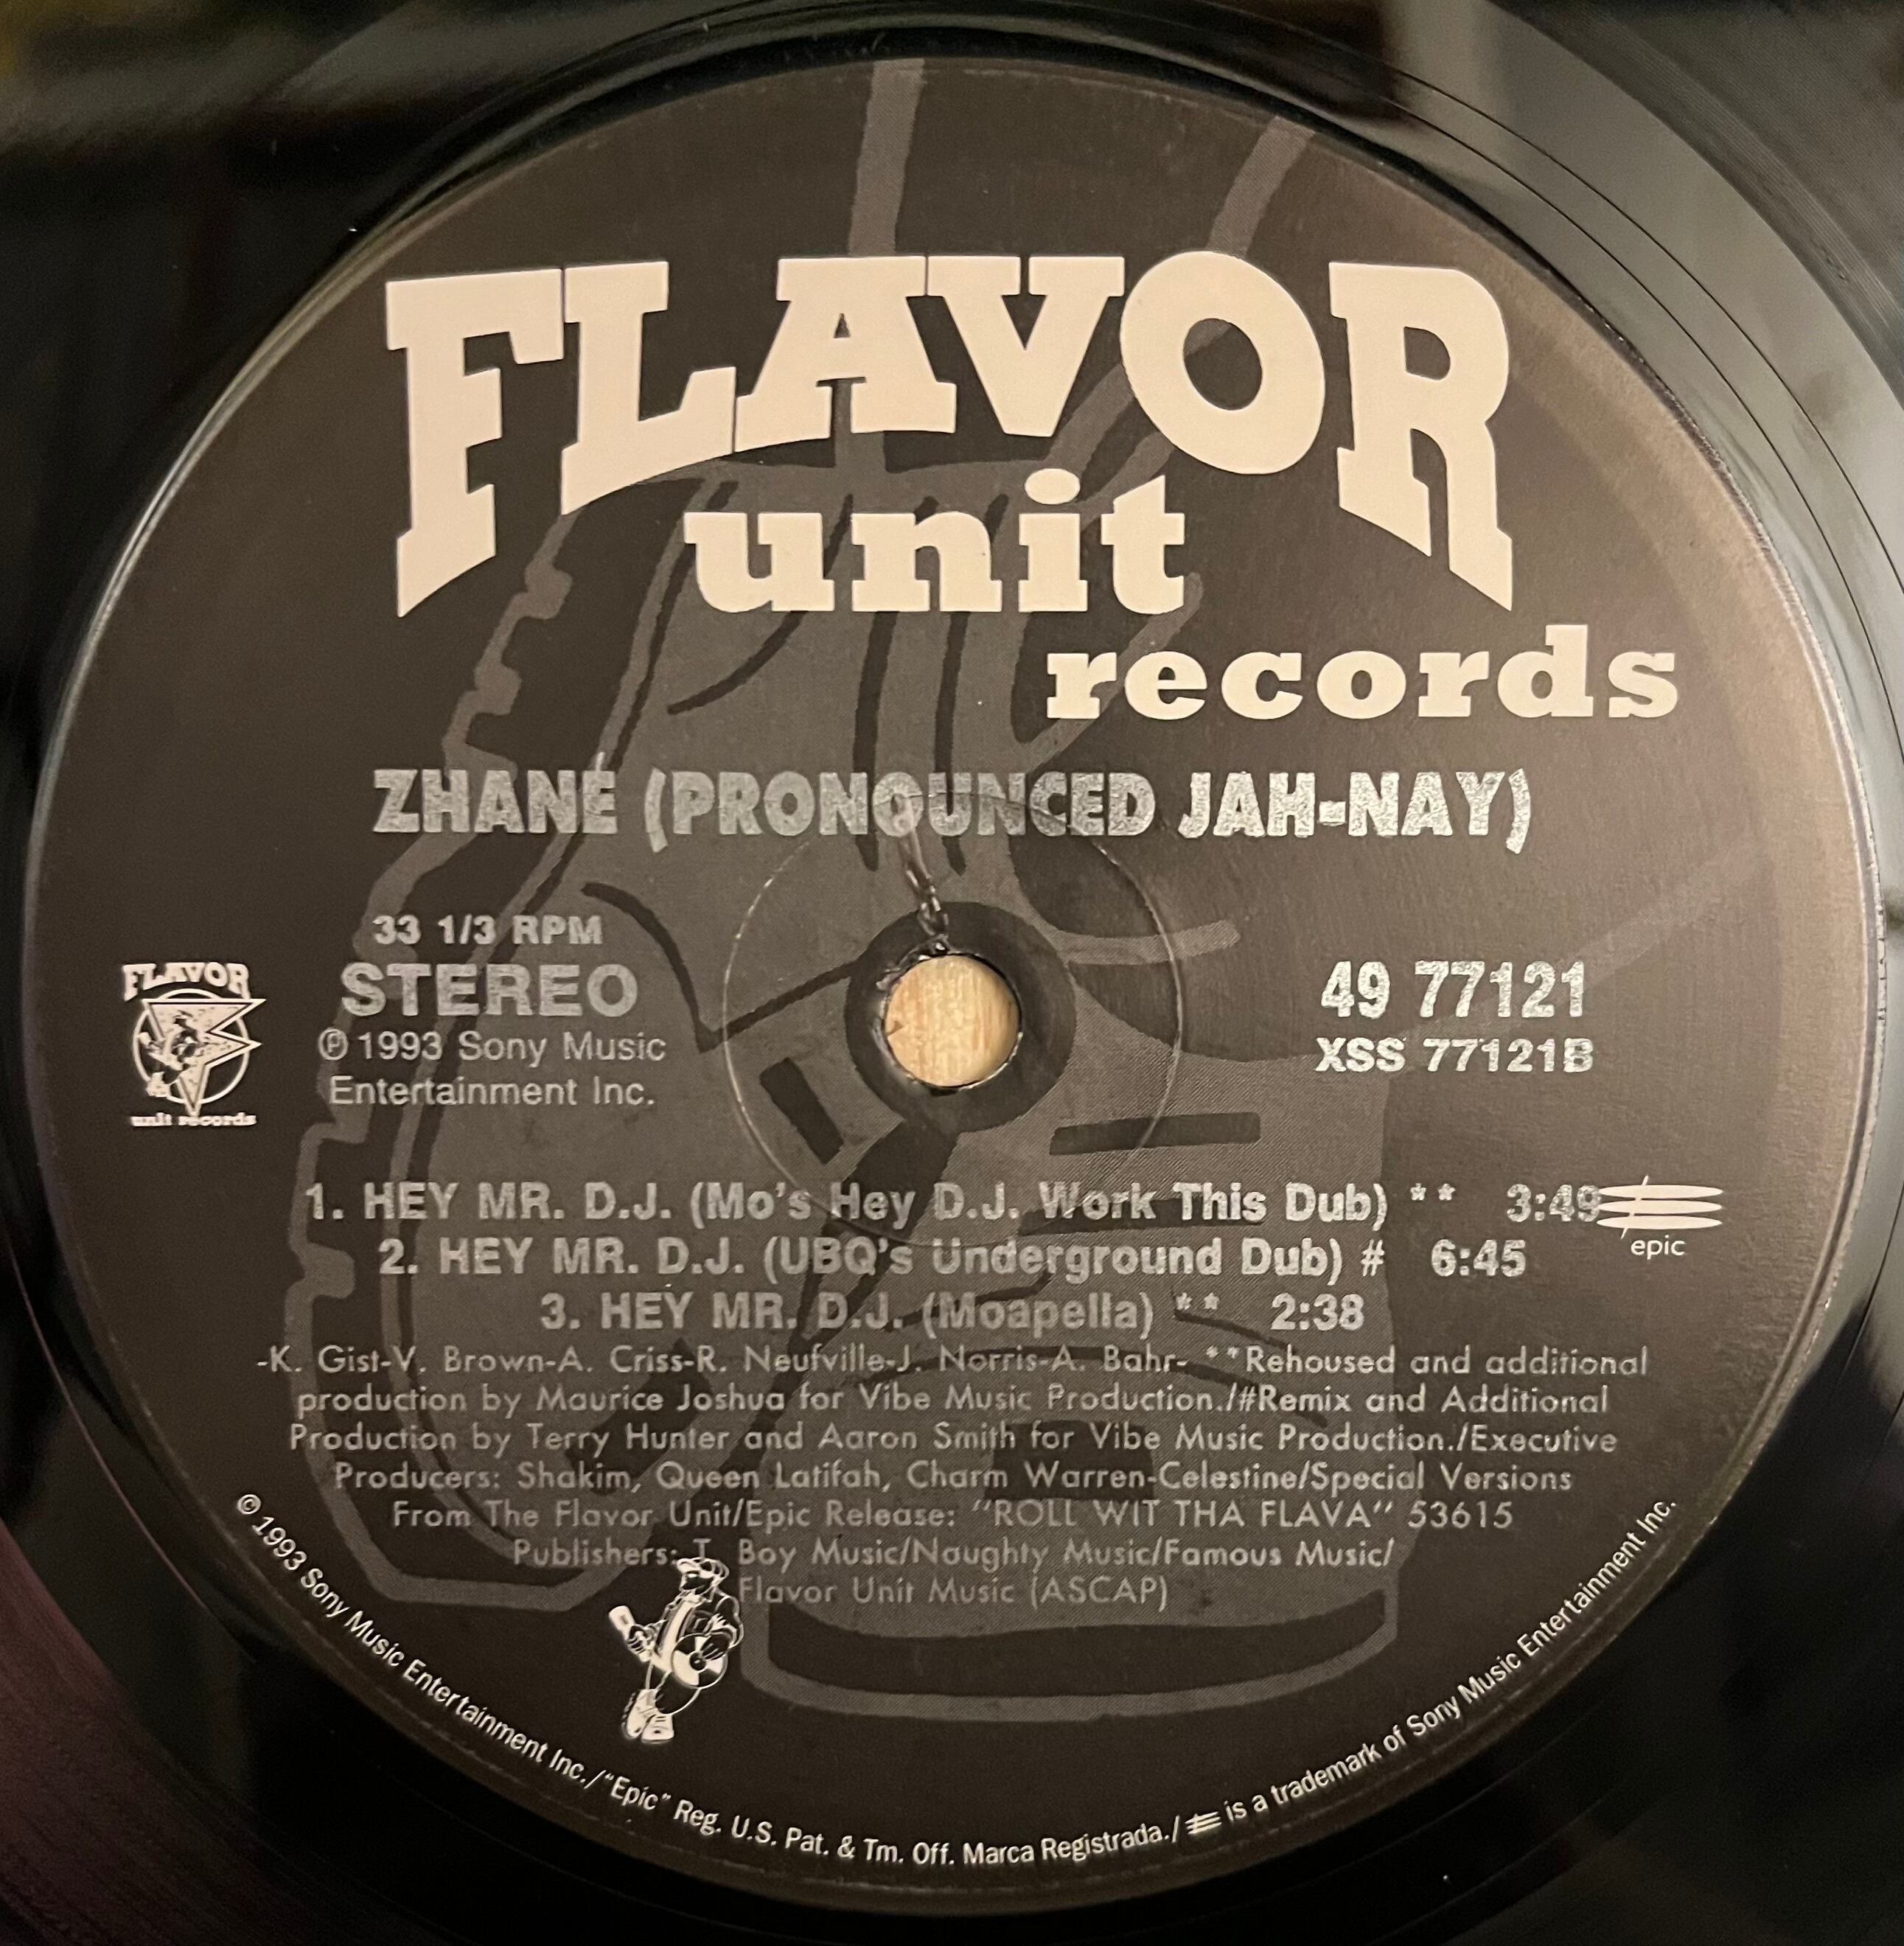 FLAVOR
unit
records
ZHANE (PRONOUNCED JAH-NAY)
33 1/3 RPM
STEREO
℗ 1993 Sony Music
Entertainment Inc.
49 77121
XSS 77121B
FLAVOR
unit records
1. HEY MR. D.J. (Mo's Hey D.J. Work This Dub) ** 3:49
2. HEY MR. D.J. (UBQ's Underground Dub) # 6:45
3. HEY MR. D.J. (Moapella) ** 2:38
epic
-K. Gist-V. Brown-A. Criss-R. Neufville-J. Norris-A. Bahr- **Rehoused and additional
production by Maurice Joshua for Vibe Music Production./#Remix and Additional
Production by Terry Hunter and Aaron Smith for Vibe Music Production./Executive
Producers: Shakim, Queen Latifah, Charm Warren-Celestine/Special Versions
From The Flavor Unit/Epic Release: "ROLL WIT THA FLAVA" 53615
Publishers: T. Boy Music/Naughty Music/Famous Music/
Flavor Unit Music (ASCAP)
© 1993 Sony Music Entertainment Inc./"Epic" Reg. U.S. Pat. & Tm. Off. Marca Registrada./ is a trademark of Sony Music Entertainment Inc.